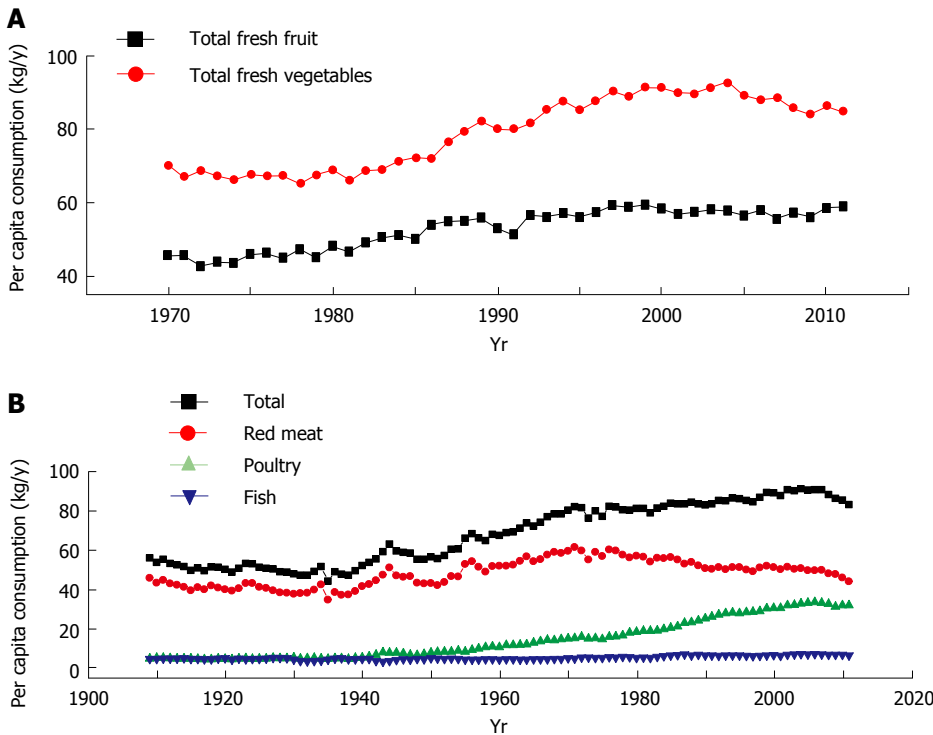 A
Total fresh fruit
Total fresh vegetables
Per capita consumption (kg/y)
100
80
60
40
1970 1980 1990 2000 2010
Yr
B
Total
Red meat
Poultry
Fish
Per capita consumption (kg/y)
100
80
60
40
20
0
1900 1920 1940 1960 1980 2000 2020
Yr